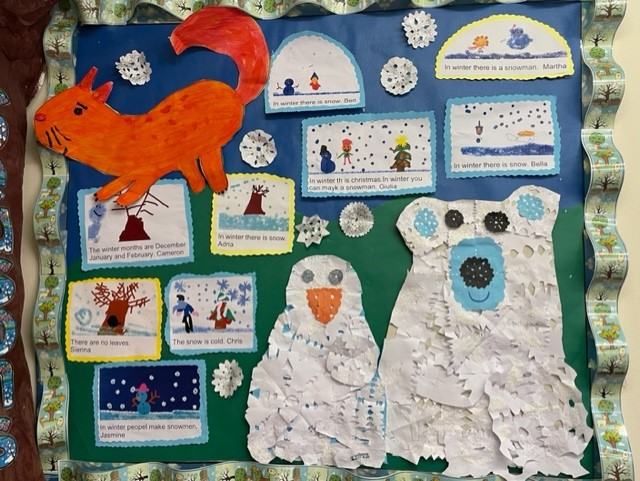 In winter there is snow. Ben
In winter there is a snowman. Martha
In winter th is christmas.In winter you
can mayk a snowman. Giulia
In winter there is snow. Bella
The winter months are December
January and February. Cameron
In winter there is snow.
Adria
There are no leaves.
Sienna
The snow is cold. Chris
In winter peopel make snowmen.
Jasmine